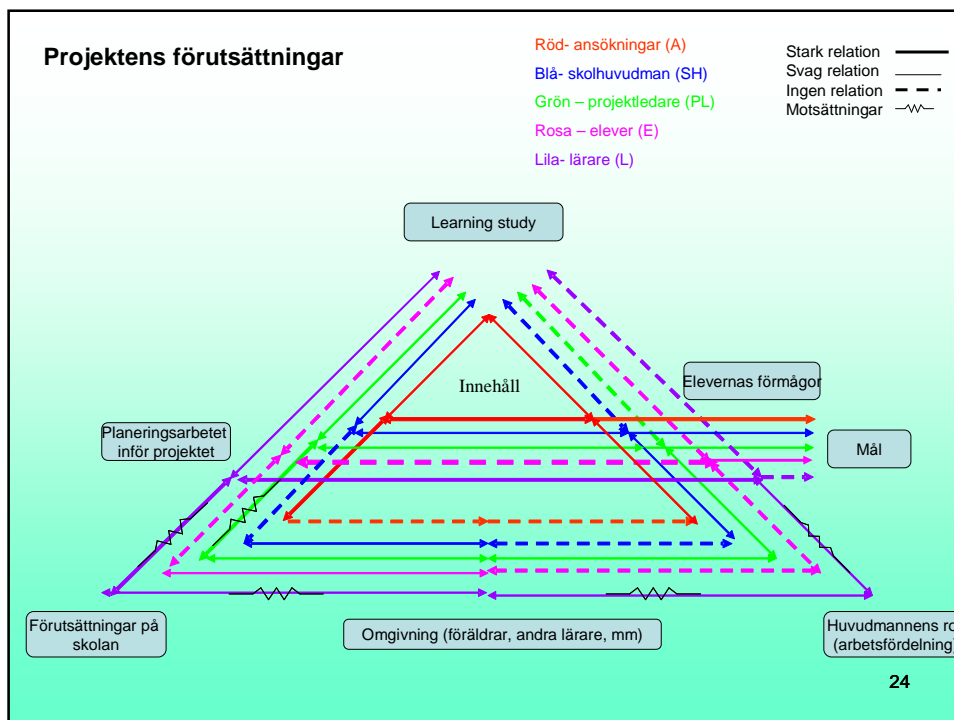 Projektens förutsättningar
Röd- ansökningar (A)
Blå- skolhuvudman (SH)
Grön – projektledare (PL)
Rosa – elever (E)
Lila- lärare (L)
Stark relation
Svag relation
Ingen relation
Motsättningar
Learning study
Innehåll
Elevernas förmågor
Planeringsarbetet
inför projektet
Mål
Förutsättningar på
skolan
Omgivning (föräldrar, andra lärare, mm)
Huvudmannens ro
(arbetsfördelning)
24